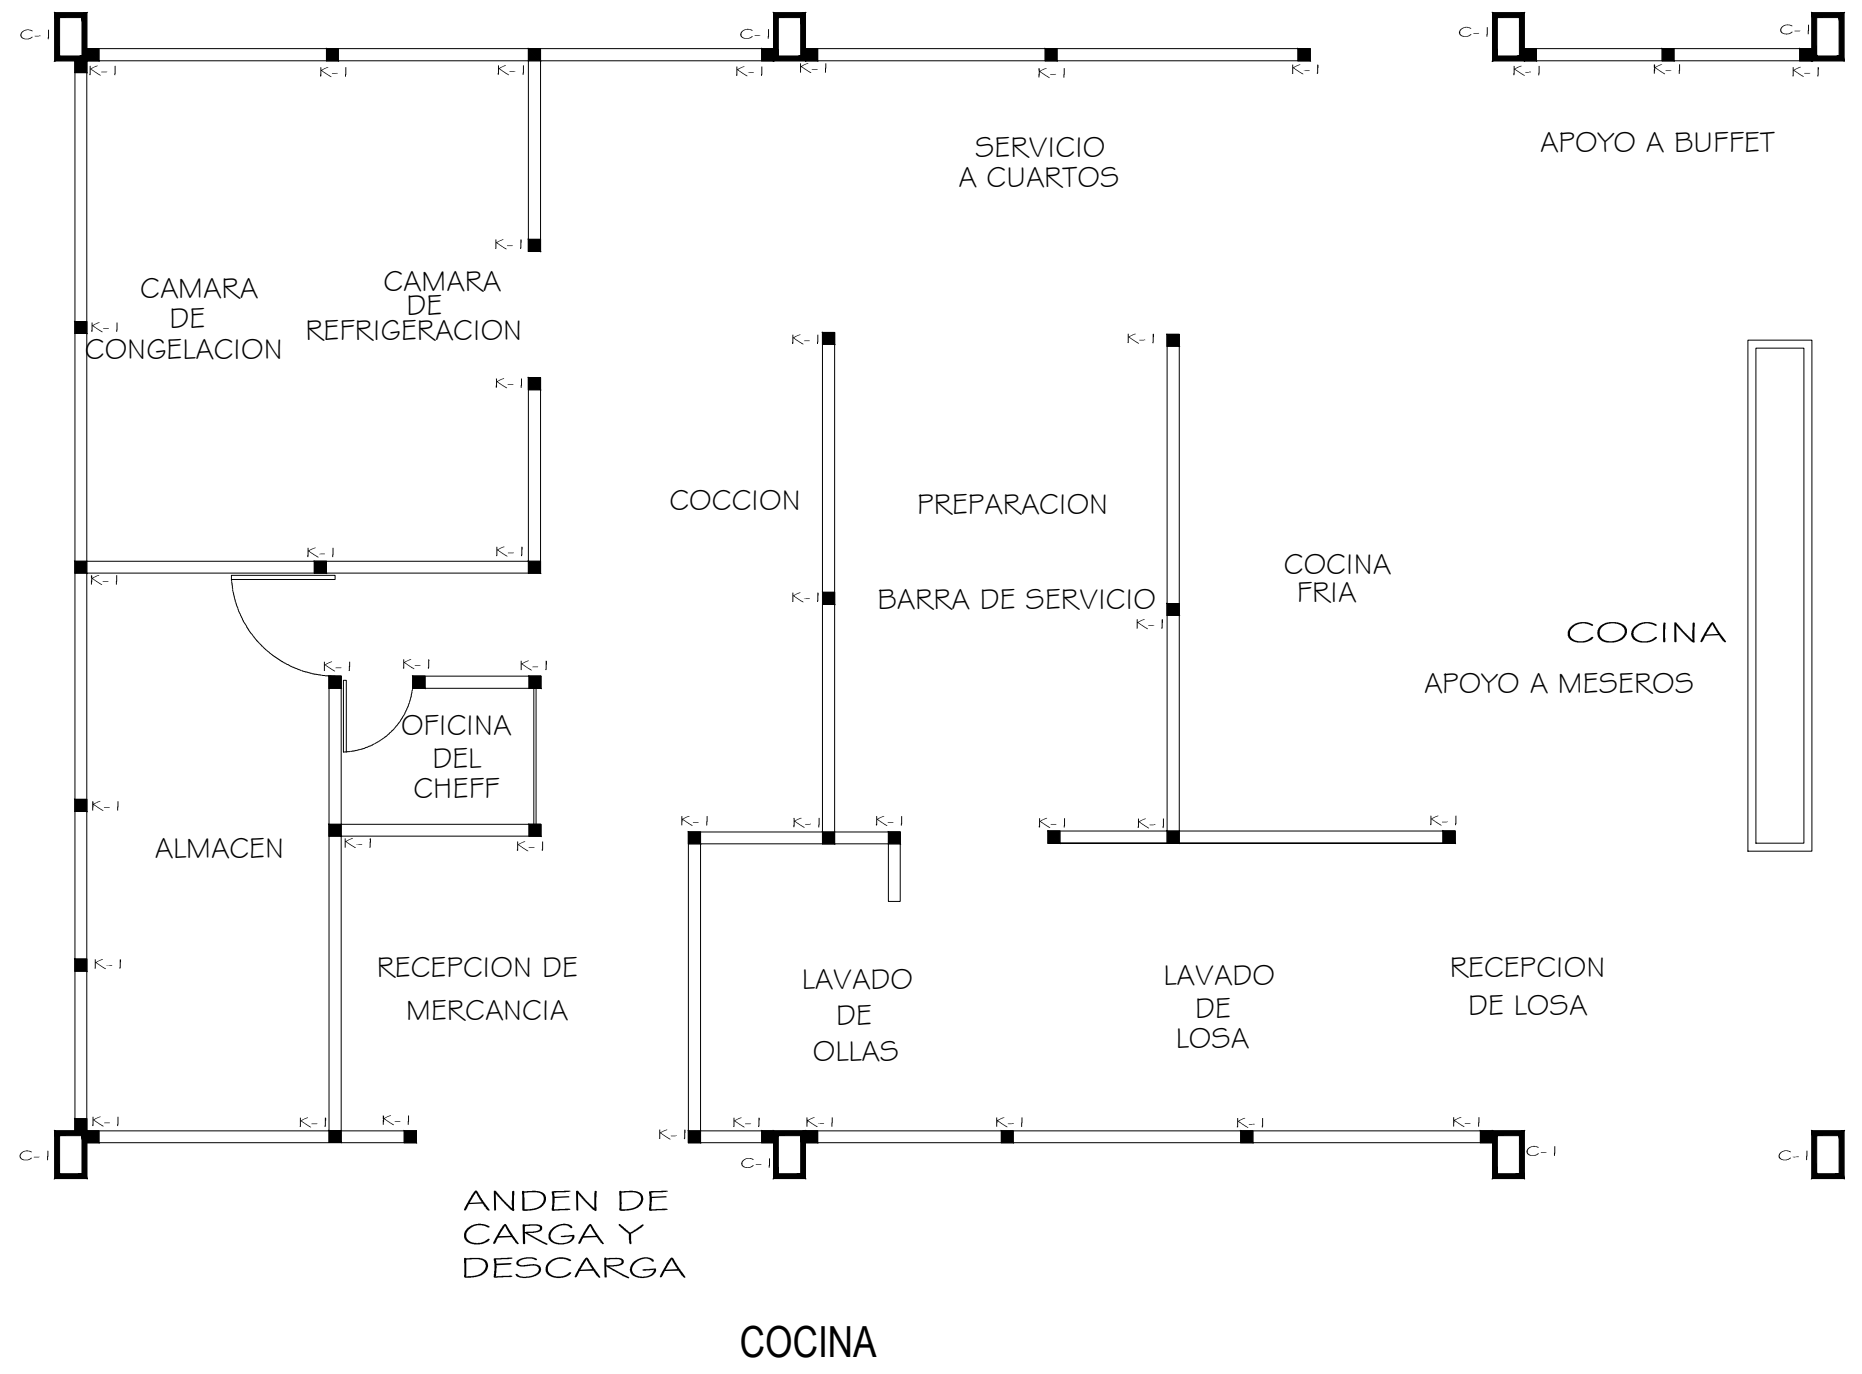 C-1
C-1
C-1
C-1
K-1
K-1
K-1
K-1
K-1
K-1
K-1
K-1
K-1
K-1
SERVICIO
A CUARTOS
APOYO A BUFFET
K-1
CAMARA
DE
CONGELACION
CAMARA
DE
REFRIGERACION
K-1
K-1
K-1
K-1
COCCION
PREPARACION
K-1
K-1
K-1
COCINA
FRIA
K-1
BARRA DE SERVICIO
K-1
COCINA
APOYO A MESEROS
K-1
K-1
K-1
OFICINA
DEL
CHEFF
K-1
K-1
K-1
K-1
K-1
K-1
K-1
K-1
K-1
ALMACEN
K-1
RECEPCION DE
MERCANCIA
LAVADO
DE
OLLAS
LAVADO
DE
LOSA
RECEPCION
DE LOSA
K-1
K-1
K-1
K-1
K-1
K-1
K-1
K-1
K-1
C-1
C-1
C-1
C-1
ANDEN DE
CARGA Y
DESCARGA
COCINA